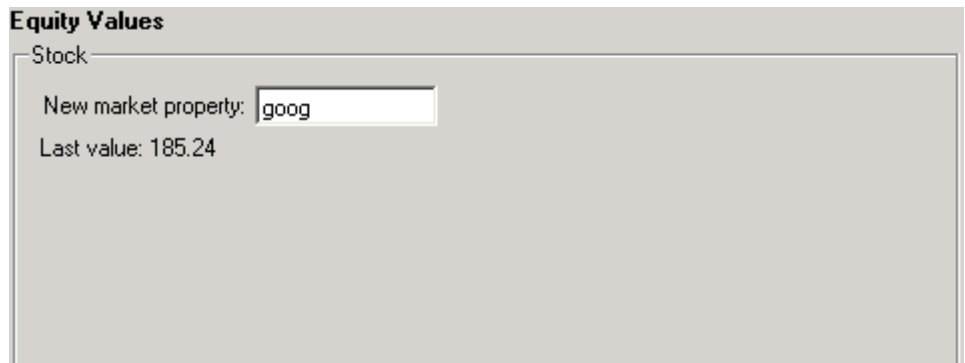 Equity Values
Stock
New market property: goog
Last value: 185.24